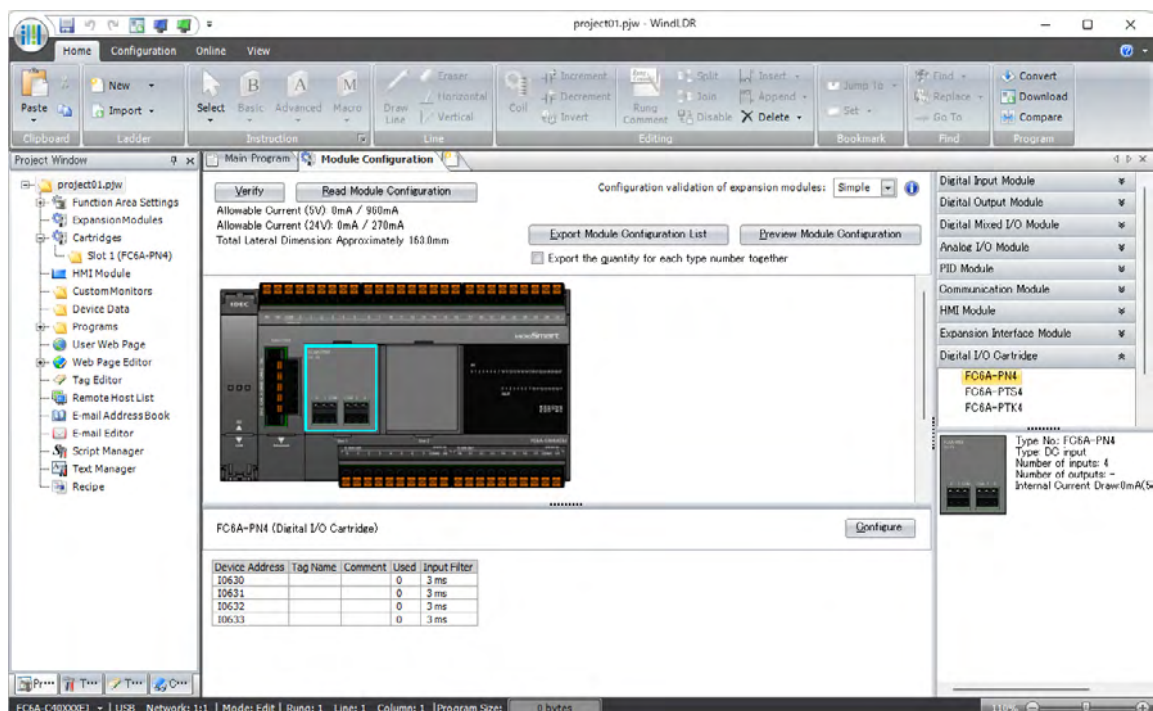 project01.pjw - WindLDR
Home Configuration Online View
Paste
New
Import
Select Basic Advanced Macro
Draw Line
Eraser
Horizontal
Vertical
Coil
Increment
Decrement
Invert
Rung Comment
Split
Join
Disable
Insert
Append
Delete
Jump To
Set
Find
Replace
Go To
Convert
Download
Compare
Clipboard Ladder Instruction Line Editing Bookmark Find Program
Project Window
project01.pjw
Function Area Settings
ExpansionModules
Cartridges
Slot 1 (FC6A-PN4)
HMI Module
CustomMonitors
Device Data
Programs
User Web Page
Web Page Editor
Tag Editor
Remote Host List
E-mail Address Book
E-mail Editor
Script Manager
Text Manager
Recipe
Pr··· T··· T··· C···
Main Program Module Configuration
Verify Read Module Configuration
Configuration validation of expansion modules: Simple
Allowable Current (5V): 0mA / 960mA
Allowable Current (24V): 0mA / 270mA
Total Lateral Dimension: Approximately 163.0mm
Export Module Configuration List Preview Module Configuration
Export the quantity for each type number together
IDEC
FC6A-PN4 (Digital I/O Cartridge)
Configure
Device Address Tag Name Comment Used Input Filter
I0630 0 3 ms
I0631 0 3 ms
I0632 0 3 ms
I0633 0 3 ms
Digital Input Module
Digital Output Module
Digital Mixed I/O Module
Analog I/O Module
PID Module
Communication Module
HMI Module
Expansion Interface Module
Digital I/O Cartridge
FC6A-PN4
FC6A-PTS4
FC6A-PTK4
Type No.: FC6A-PN4
Type: DC input
Number of inputs: 4
Number of outputs: -
Internal Current Draw:0mA(5
FC6A-C40XXXE1 USB Network: 1:1 Mode: Edit Rung: 1 Line: 1 Column: 1 Program Size: 0 bytes
110%